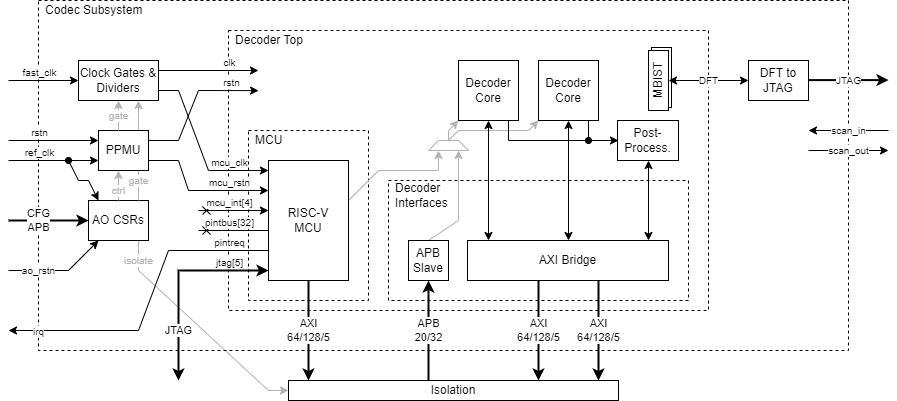 Codec Subsystem
Decoder Top
fast_clk
Clock Gates &
Dividers
clk
rstn
Decoder
Core
Decoder
Core
MBIST
DFT
DFT to
JTAG
JTAG
gate
rstn
ref_clk
PPMU
MCU
Post-
Process.
scan_in
scan_out
mcu_clk
mcu_rstn
ctrl
gate
Decoder
Interfaces
CFG
APB
AO CSRs
mcu_int[4]
pintbus[32]
pintreq
jtag[5]
RISC-V
MCU
APB
Slave
AXI Bridge
isolate
ao_rstn
irq
JTAG
AXI
64/128/5
APB
20/32
AXI
64/128/5
AXI
64/128/5
Isolation